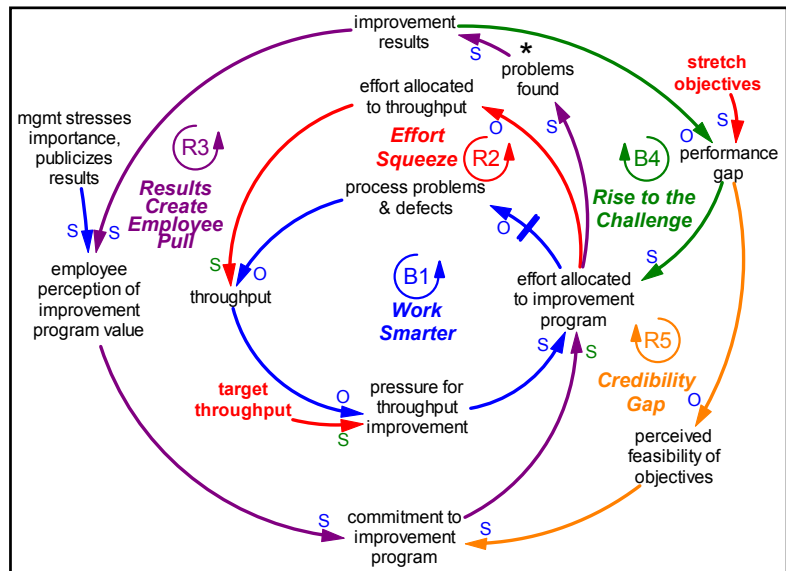 improvement
results
*
problems
found
stretch
objectives
effort allocated
to throughput
mgmt stresses
importance,
publicizes
results
R3
Results
Create
Employee
Pull
Effort
Squeeze
R2
B4
Rise to the
Challenge
performance
gap
process problems
& defects
employee
perception of
improvement
program value
throughput
B1
Work
Smarter
effort allocated
to improvement
program
R5
Credibility
Gap
target
throughput
pressure for
throughput
improvement
perceived
feasibility of
objectives
commitment to
improvement
program
S
S
S
O
S
O
S
S
S
O
O
S
S
S
O
S
O
S
S
S